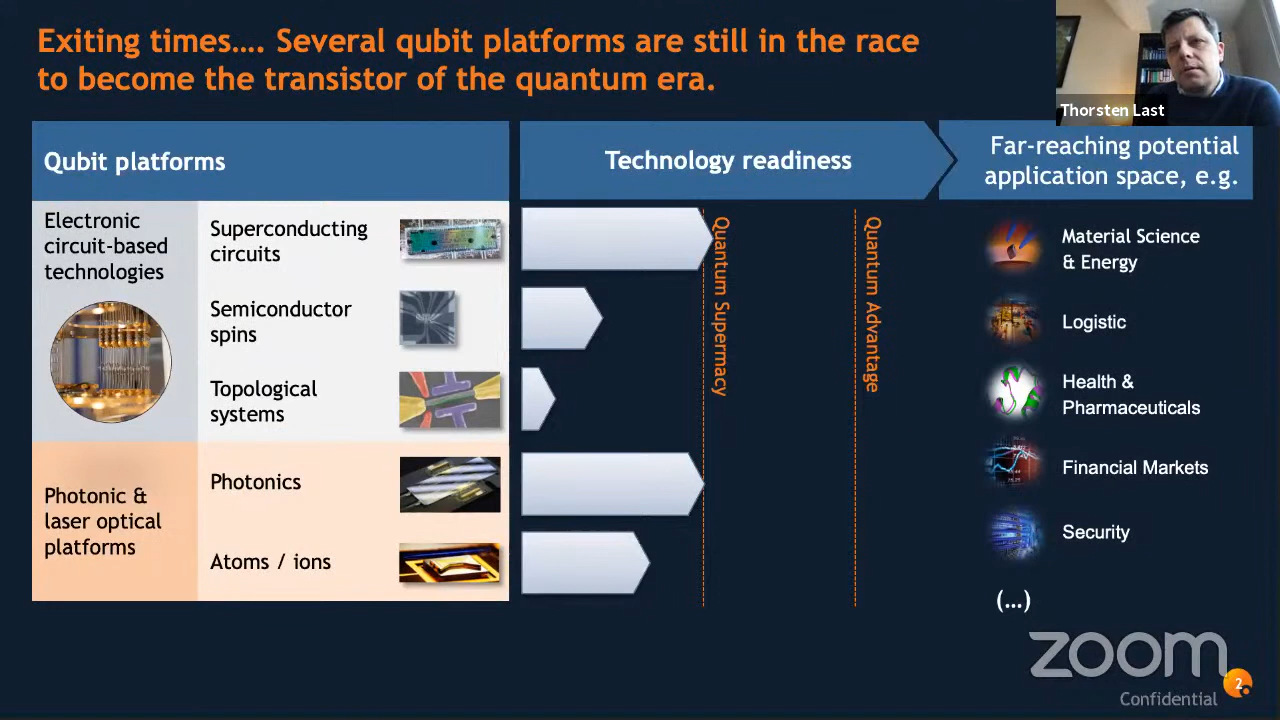 Exiting times.... Several qubit platforms are still in the race
to become the transistor of the quantum era.
Thorsten Last
Qubit platforms
Technology readiness
Far-reaching potential
application space, e.g.
Electronic
circuit-based
technologies
Superconducting
circuits
Semiconductor
spins
Topological
systems
Photonic &
laser optical
platforms
Photonics
Atoms / ions
Quantum Supermacy
Quantum Advantage
Material Science
& Energy
Logistic
Health &
Pharmaceuticals
Financial Markets
Security
(...)
zoom
2
Confidential